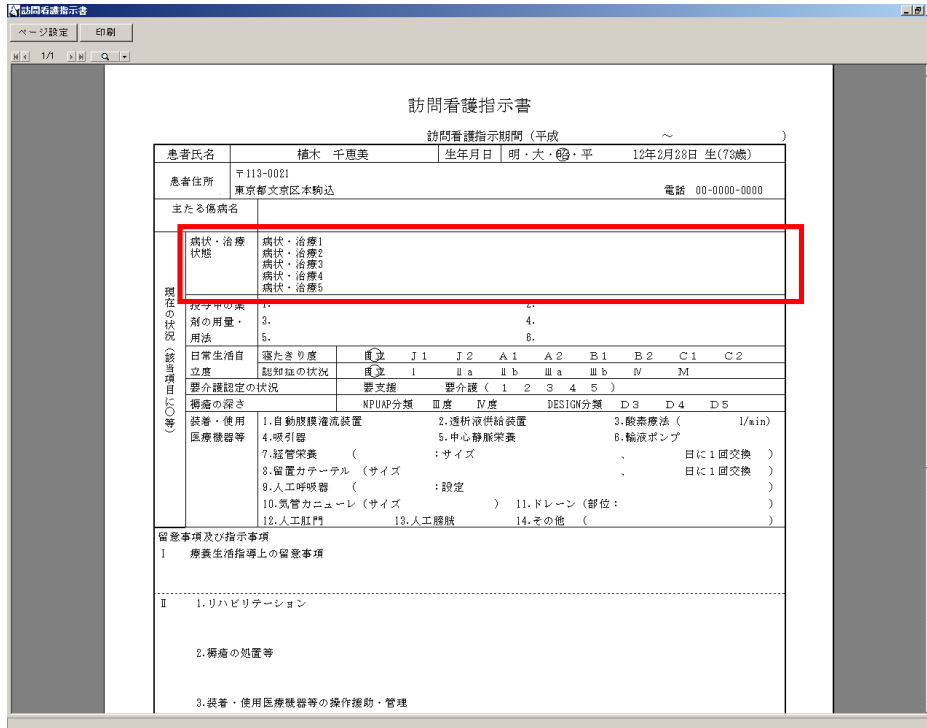 訪問看護指示書
ページ設定 印刷
1/1
訪問看護指示書
訪問看護指示期間 (平成 ～ )
患者氏名 植木 千恵美 生年月日 明・大・昭・平 12年2月28日 生(73歳)
患者住所 〒113-0021
東京都文京区本駒込 電話 00-0000-0000
主たる傷病名
現在の状況(該当項目に○等)
病状・治療状態
病状・治療1
病状・治療2
病状・治療3
病状・治療4
病状・治療5
投与中の薬 1. 2.
剤の用量・ 3. 4.
用法 5. 6.
日常生活自 寝たきり度 自立 J1 J2 A1 A2 B1 B2 C1 C2
立度 認知症の状況 自立 Ⅰ Ⅱa Ⅱb Ⅲa Ⅲb Ⅳ M
要介護認定の状況 要支援 要介護( 1 2 3 4 5 )
褥瘡の深さ NPUAP分類 Ⅲ度 Ⅳ度 DESIGN分類 D3 D4 D5
装着・使用 1.自動腹膜灌流装置 2.透析液供給装置 3.酸素療法( l/min)
医療機器等 4.吸引器 5.中心静脈栄養 6.輸液ポンプ
7.経管栄養 ( :サイズ 、 日に1回交換 )
8.留置カテーテル (サイズ 、 日に1回交換 )
9.人工呼吸器 ( :設定 )
10.気管カニューレ(サイズ ) 11.ドレーン(部位: )
12.人工肛門 13.人工膀胱 14.その他 ( )
留意事項及び指示事項
Ⅰ 療養生活指導上の留意事項
Ⅱ 1.リハビリテーション
2.褥瘡の処置等
3.装着・使用医療機器等の操作援助・管理